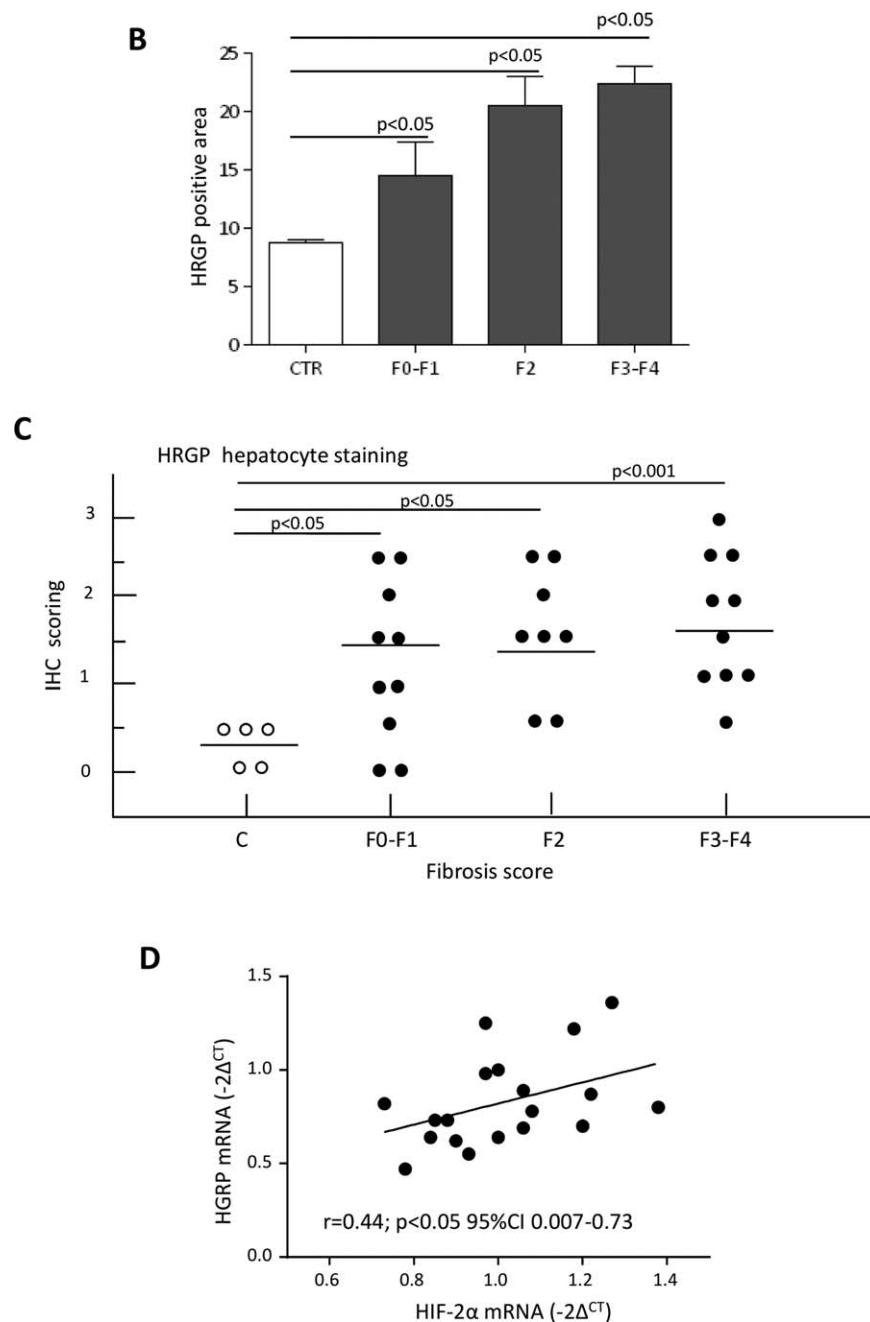 B
p<0.05
p<0.05
p<0.05
25
20
15
10
5
0
HRGP positive area
CTR F0-F1 F2 F3-F4
C
HRGP hepatocyte staining
p<0.001
p<0.05
p<0.05
3
2
1
0
IHC scoring
C F0-F1 F2 F3-F4
Fibrosis score
D
1.5
1.0
0.5
0.0
HGRP mRNA (-2Δ^CT)
r=0.44; p<0.05 95%CI 0.007-0.73
0.6 0.8 1.0 1.2 1.4
HIF-2α mRNA (-2Δ^CT)